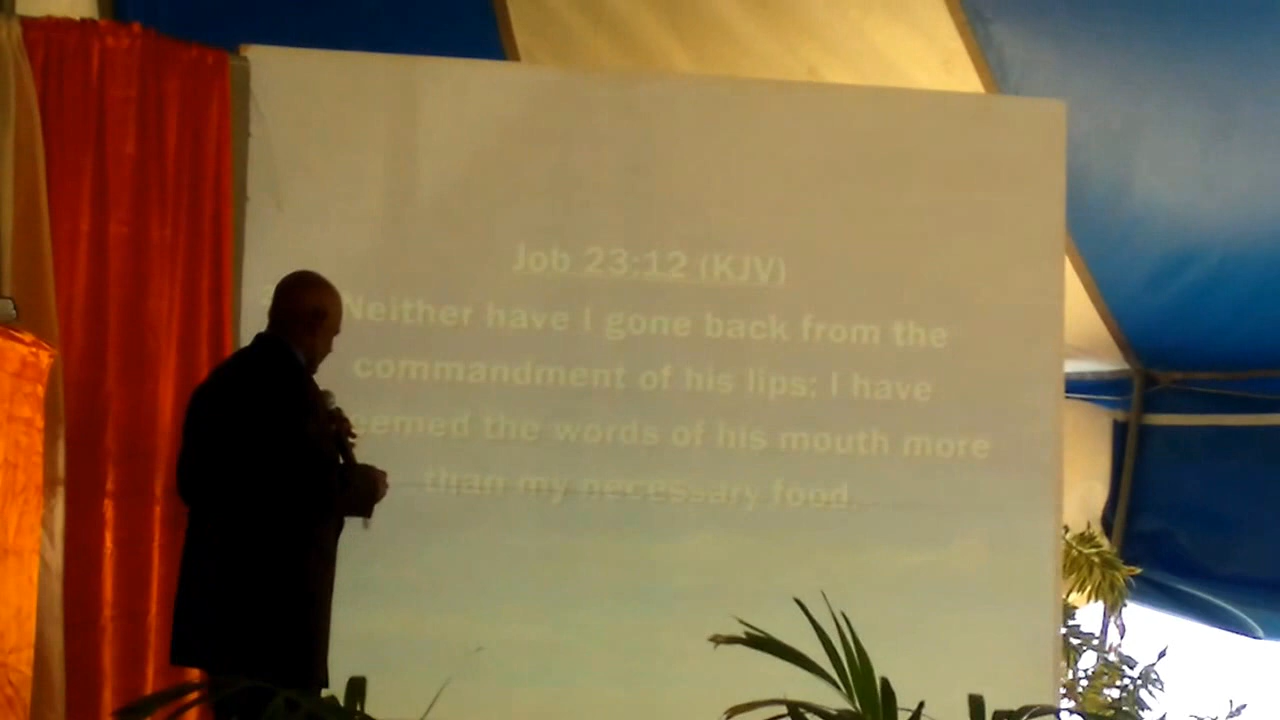 Job 23:12 (KJV)
Neither have I gone back from the
commandment of his lips; I have
eemed the words of his mouth more
than my necessary food.